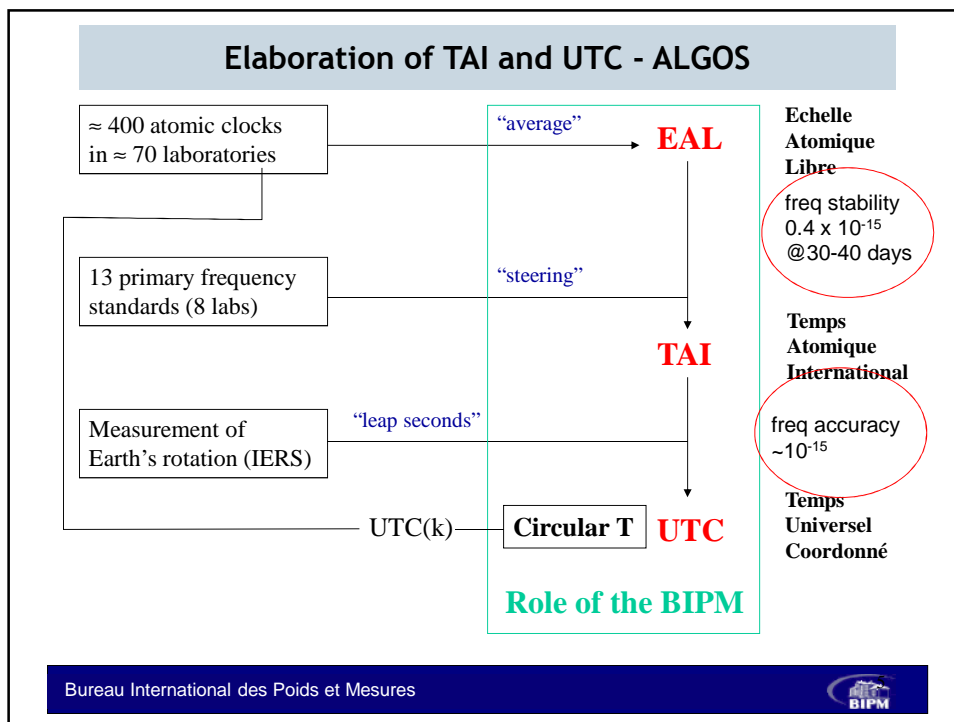 Elaboration of TAI and UTC - ALGOS
≈ 400 atomic clocks
in ≈ 70 laboratories
“average”
EAL
Echelle
Atomique
Libre
freq stability
0.4 x 10⁻¹⁵
@30-40 days
13 primary frequency
standards (8 labs)
“steering”
TAI
Temps
Atomique
International
Measurement of
Earth’s rotation (IERS)
“leap seconds”
freq accuracy
~10⁻¹⁵
UTC(k)
Circular T
UTC
Temps
Universel
Coordonné
Role of the BIPM
Bureau International des Poids et Mesures
BIPM